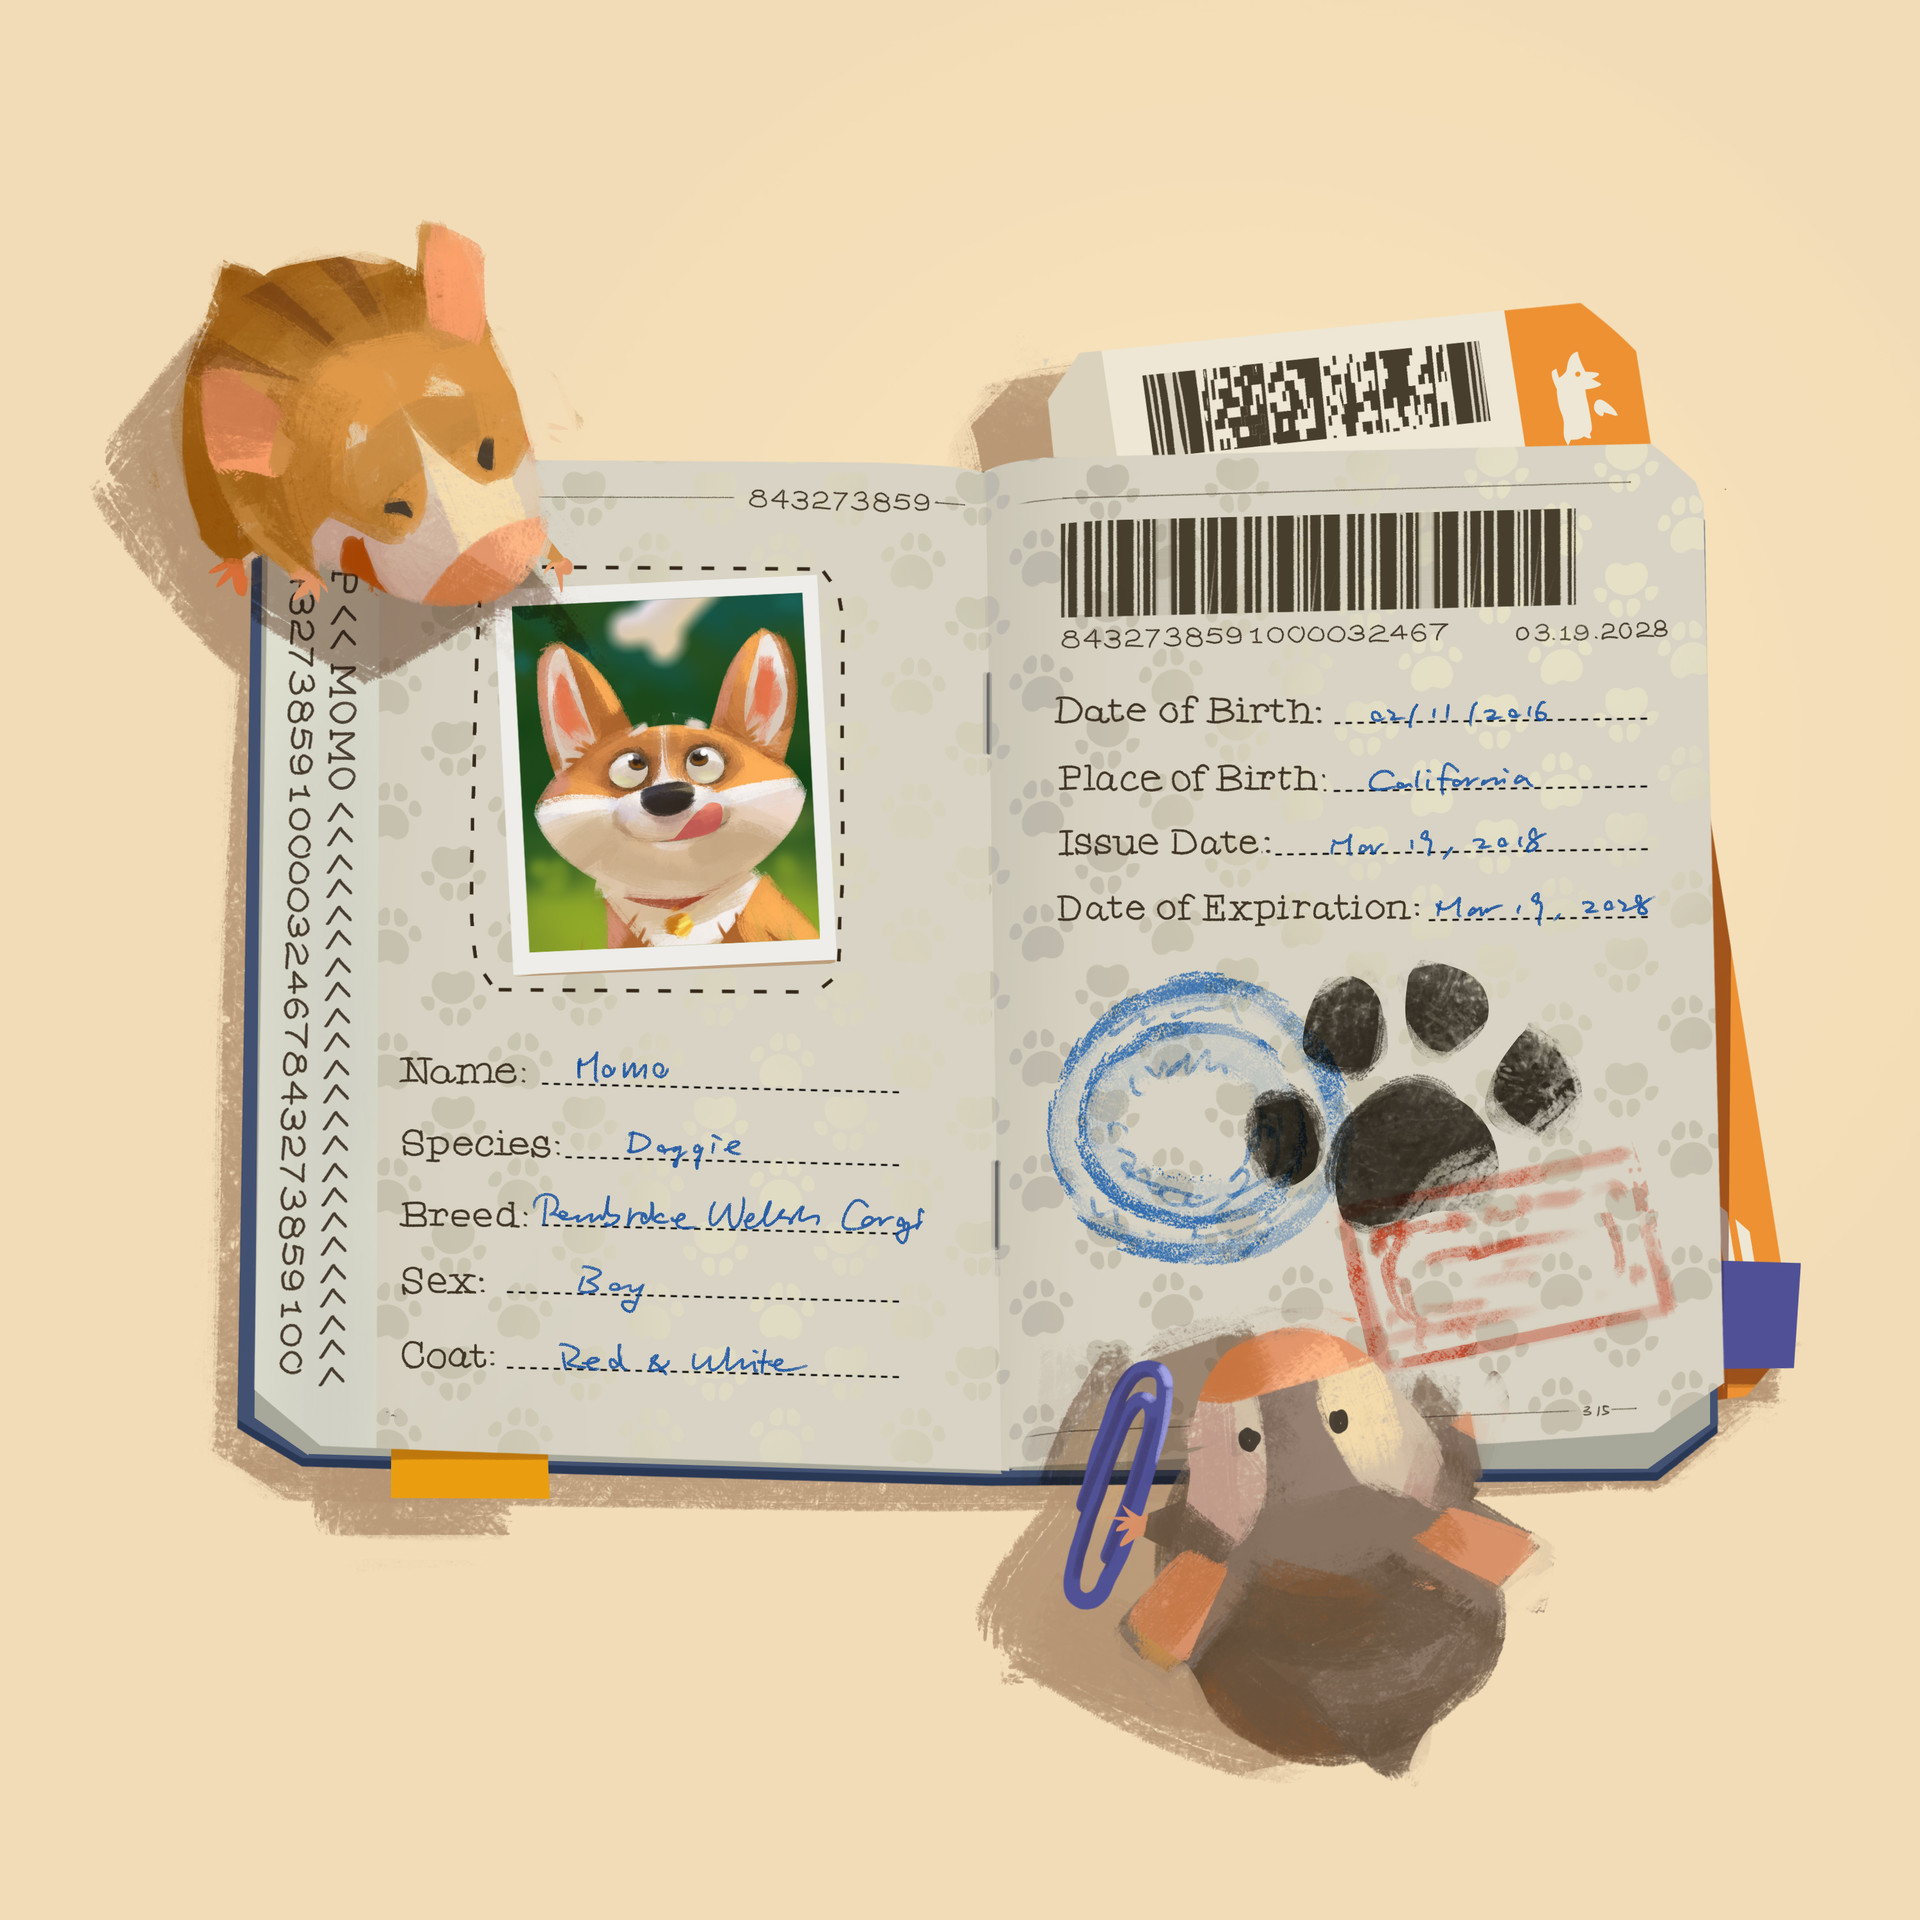 843273859
P<<MOMO<<<<<<<<<<<<<<<<<<<<<<<
732738591000032467843273859100
Name: Momo
Species: Doggie
Breed: Pembroke Welsh Corgi
Sex: Boy
Coat: Red & White
8432738591000032467 03.19.2028
Date of Birth: 02/11/2016
Place of Birth: California
Issue Date: Mar 19, 2018
Date of Expiration: Mar 19, 2028
315